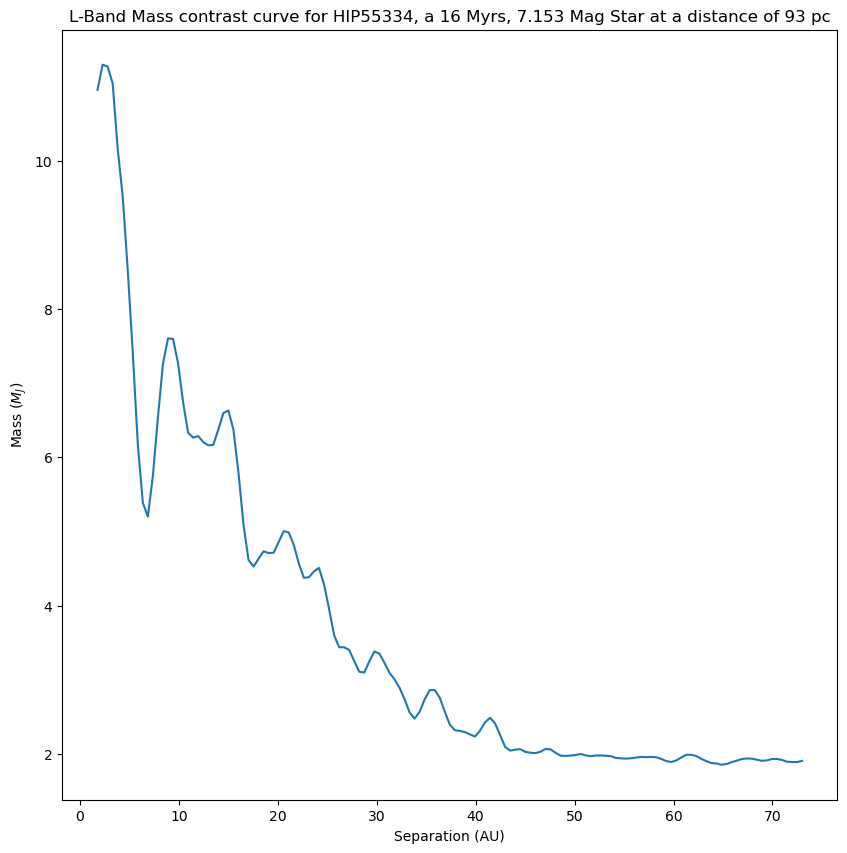 L-Band Mass contrast curve for HIP55334, a 16 Myrs, 7.153 Mag Star at a distance of 93 pc
10
8
6
4
2
Mass (M_J)
0 10 20 30 40 50 60 70
Separation (AU)